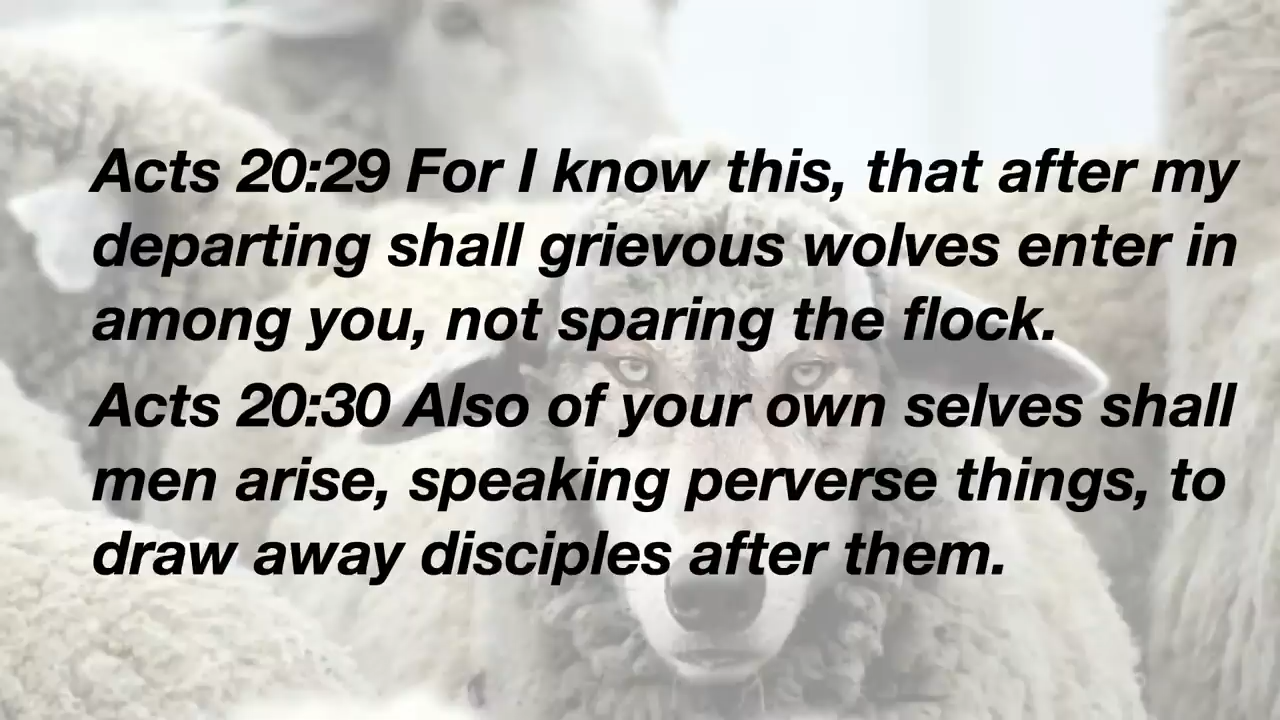 Acts 20:29 For I know this, that after my
departing shall grievous wolves enter in
among you, not sparing the flock.
Acts 20:30 Also of your own selves shall
men arise, speaking perverse things, to
draw away disciples after them.